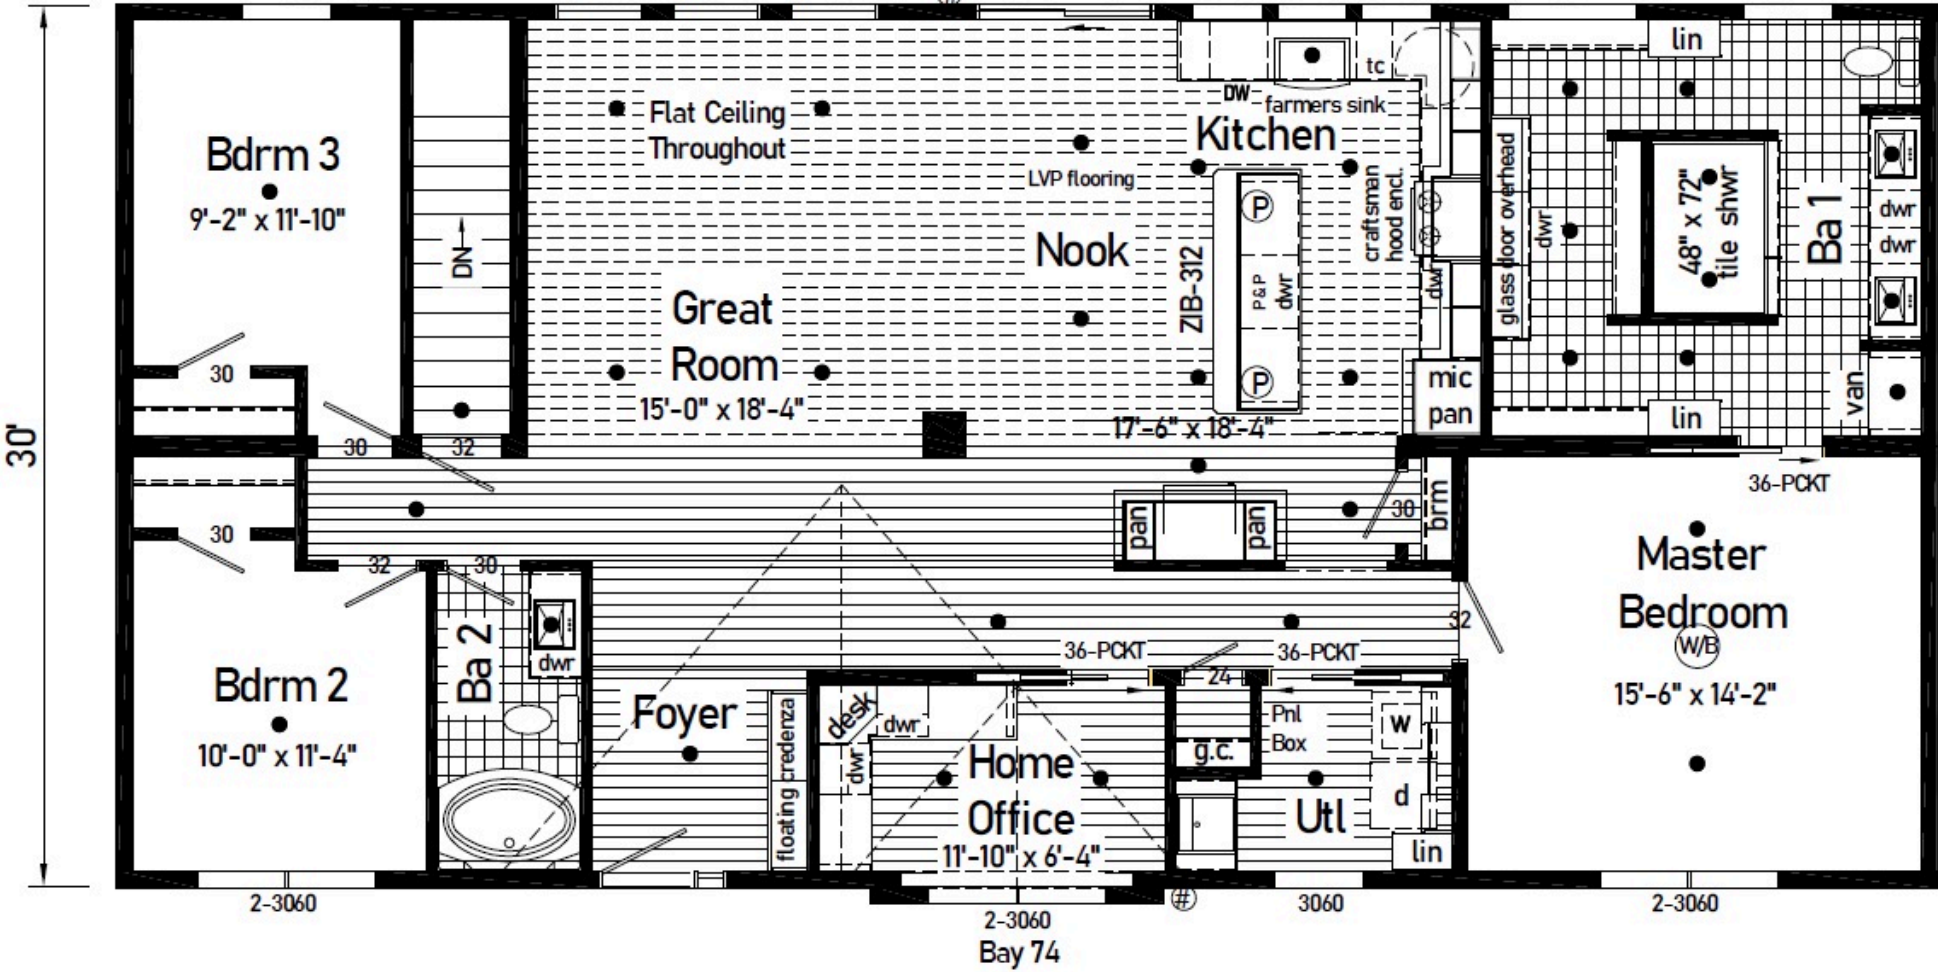 30'
Bdrm 3
9'-2" x 11'-10"
30
30
DN
32
Flat Ceiling
Throughout
Great
Room
15'-0" x 18'-4"
LVP flooring
Nook
DW
farmers sink
tc
Kitchen
ZIB-312
P
P&P
dwr
P
craftsman
hood encl.
dwr
mic
pan
17'-6" x 18'-4"
lin
glass door overhead
dwr
48" x 72"
tile shwr
Ba 1
dwr
dwr
van
lin
36-PCKT
30
Bdrm 2
10'-0" x 11'-4"
32
30
Ba 2
dwr
Foyer
floating credenza
pan
pan
30
brm
36-PCKT
24
36-PCKT
32
desk
dwr
dwr
Home
Office
11'-10" x 6'-4"
g.c.
Pnl
Box
Utl
W
d
lin
Master
Bedroom
W/B
15'-6" x 14'-2"
2-3060
2-3060
Bay 74
#
3060
2-3060